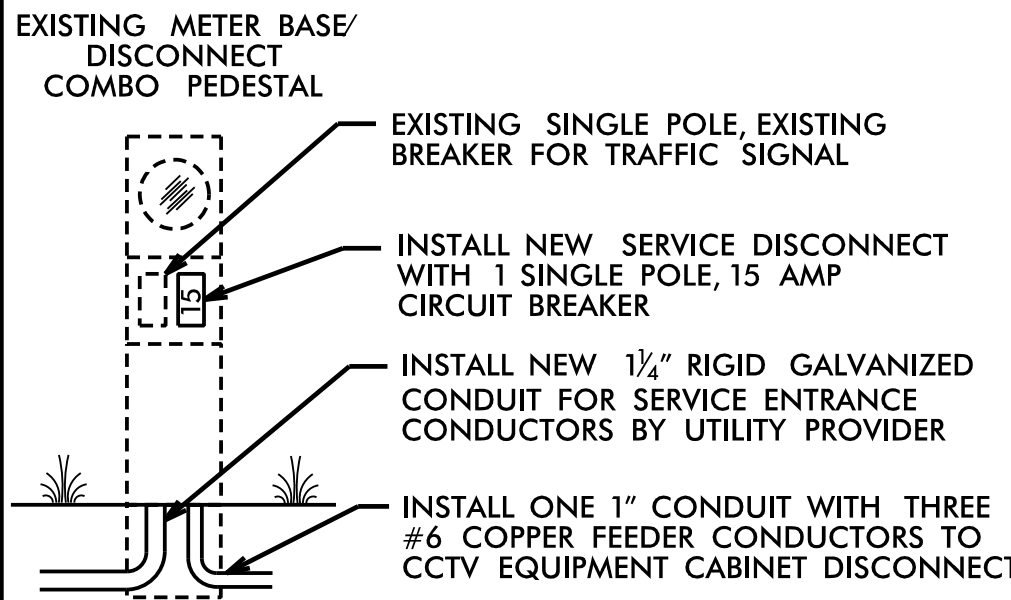 EXISTING METER BASE/
DISCONNECT
COMBO PEDESTAL
EXISTING SINGLE POLE, EXISTING
BREAKER FOR TRAFFIC SIGNAL
INSTALL NEW SERVICE DISCONNECT
WITH 1 SINGLE POLE, 15 AMP
CIRCUIT BREAKER
15
INSTALL NEW 1¼" RIGID GALVANIZED
CONDUIT FOR SERVICE ENTRANCE
CONDUCTORS BY UTILITY PROVIDER
INSTALL ONE 1" CONDUIT WITH THREE
#6 COPPER FEEDER CONDUCTORS TO
CCTV EQUIPMENT CABINET DISCONNECT